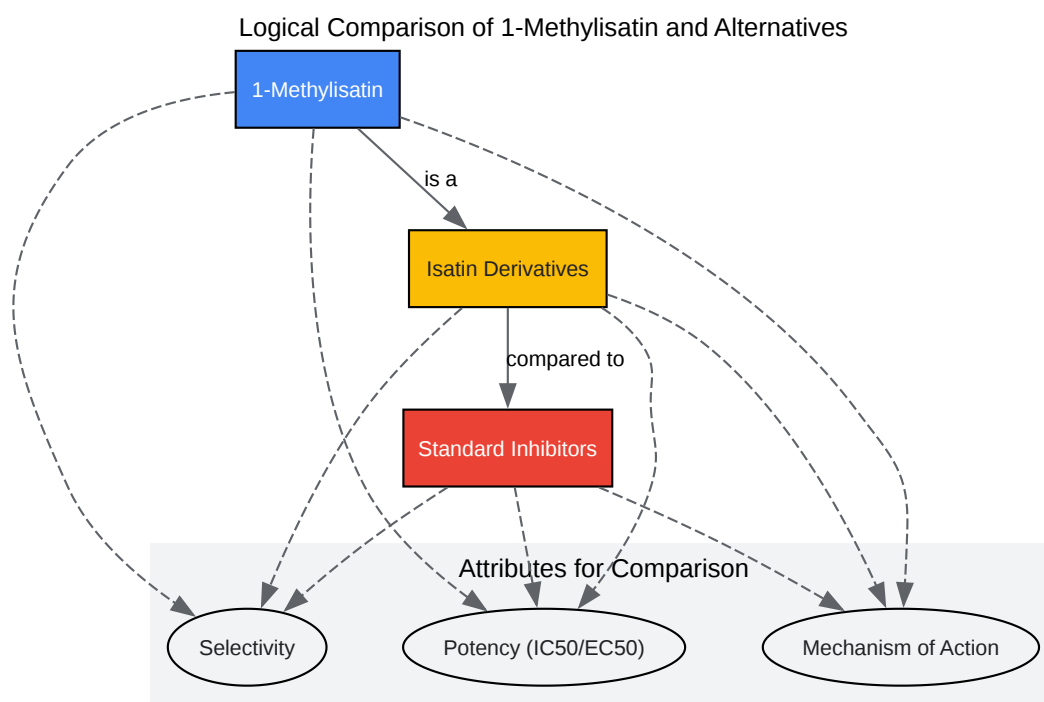 Logical Comparison of 1-Methylisatin and Alternatives
1-Methylisatin
is a
Isatin Derivatives
compared to
Standard Inhibitors
Attributes for Comparison
Selectivity
Potency (IC50/EC50)
Mechanism of Action